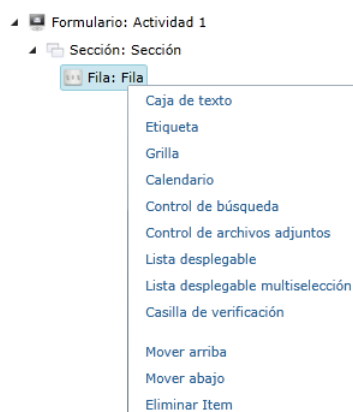 Formulario: Actividad 1
Sección: Sección
Fila: Fila
Caja de texto
Etiqueta
Grilla
Calendario
Control de búsqueda
Control de archivos adjuntos
Lista desplegable
Lista desplegable multiselección
Casilla de verificación
Mover arriba
Mover abajo
Eliminar Item